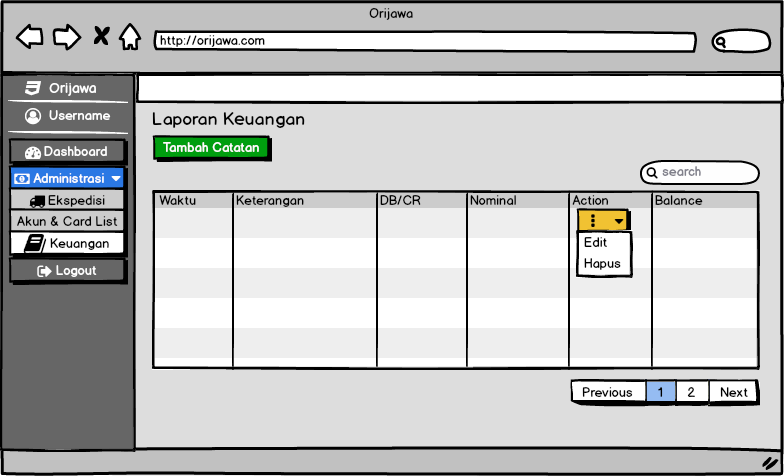 Orijawa
http://orijawa.com
Orijawa
Username
Dashboard
Administrasi
Ekspedisi
Akun & Card List
Keuangan
Logout
Laporan Keuangan
Tambah Catatan
search
Waktu Keterangan DB/CR Nominal Action Balance
Edit
Hapus
Previous 1 2 Next